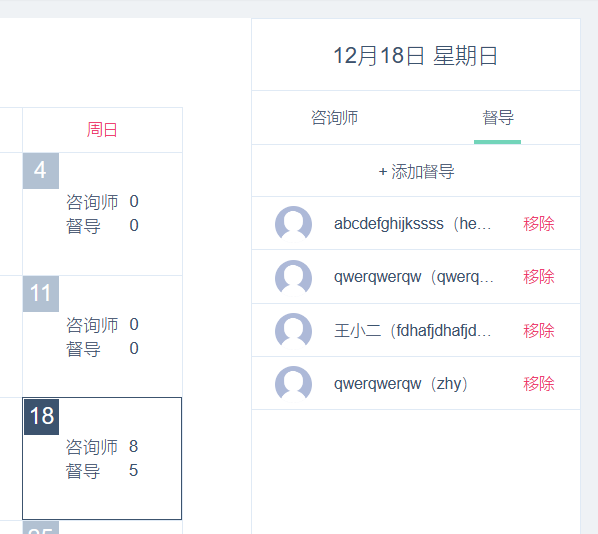 周日
4
咨询师 0
督导 0
11
咨询师 0
督导 0
18
咨询师 8
督导 5
12月18日 星期日
咨询师 督导
+ 添加督导
abcdefghijkssss（he... 移除
qwerqwerqw（qwerq... 移除
王小二（fdhafjdhafjd... 移除
qwerqwerqw（zhy） 移除